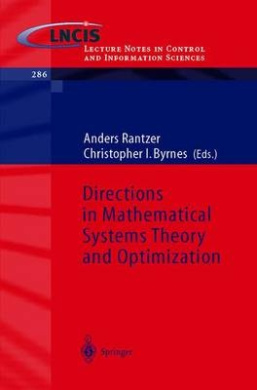 LNCIS
LECTURE NOTES IN CONTROL
AND INFORMATION SCIENCES
286
Anders Rantzer
Christopher I. Byrnes (Eds.)
Directions
in Mathematical
Systems Theory
and Optimization
Springer